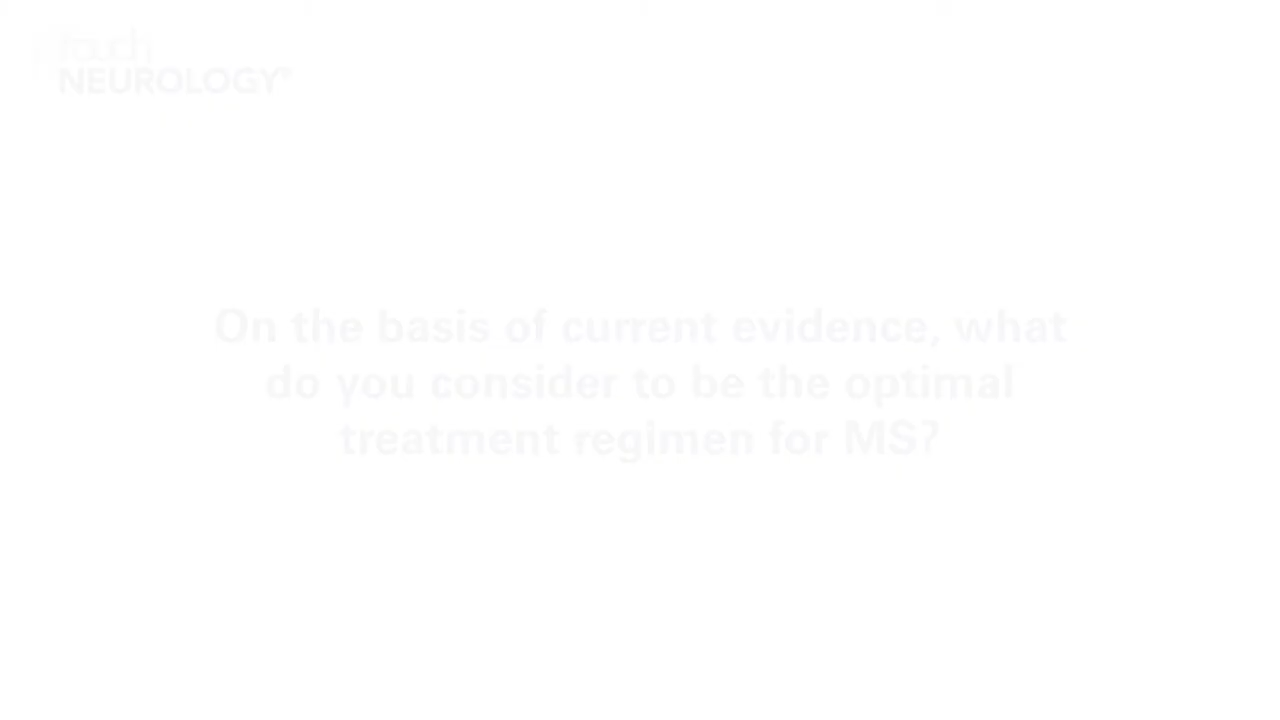 touch
NEUROLOGY®
On the basis of current evidence, what
do you consider to be the optimal
treatment regimen for MS?